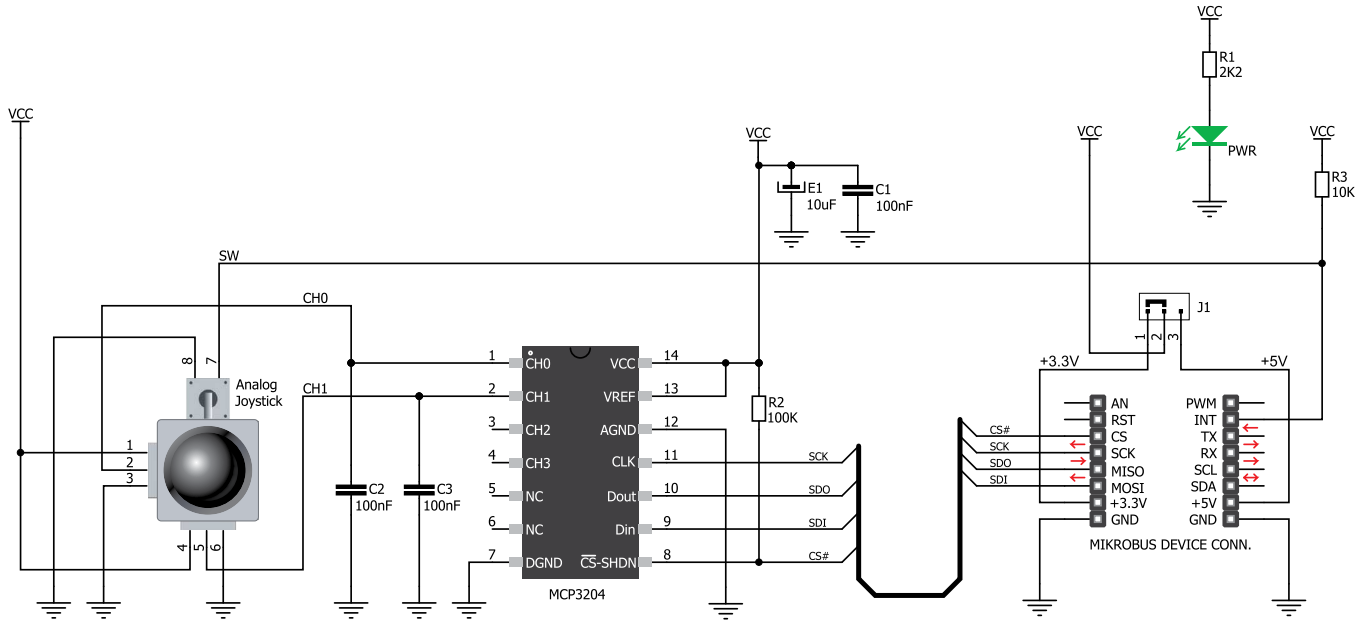 VCC
R1
2K2
PWR
VCC
VCC
VCC
VCC
R3
10K
E1
10uF
C1
100nF
SW
CH0
J1
1
2
3
+3.3V
+5V
8
7
Analog
Joystick
CH1
1
2
3
4
5
6
C2
100nF
C3
100nF
1 CH0 VCC 14
2 CH1 VREF 13
3 CH2 AGND 12
4 CH3 CLK 11
5 NC Dout 10
6 NC Din 9
7 DGND CS-SHDN 8
MCP3204
R2
100K
SCK
SDO
SDI
CS#
CS#
SCK
SDO
SDI
AN PWM
RST INT
CS TX
SCK RX
MISO SCL
MOSI SDA
+3.3V +5V
GND GND
MIKROBUS DEVICE CONN.